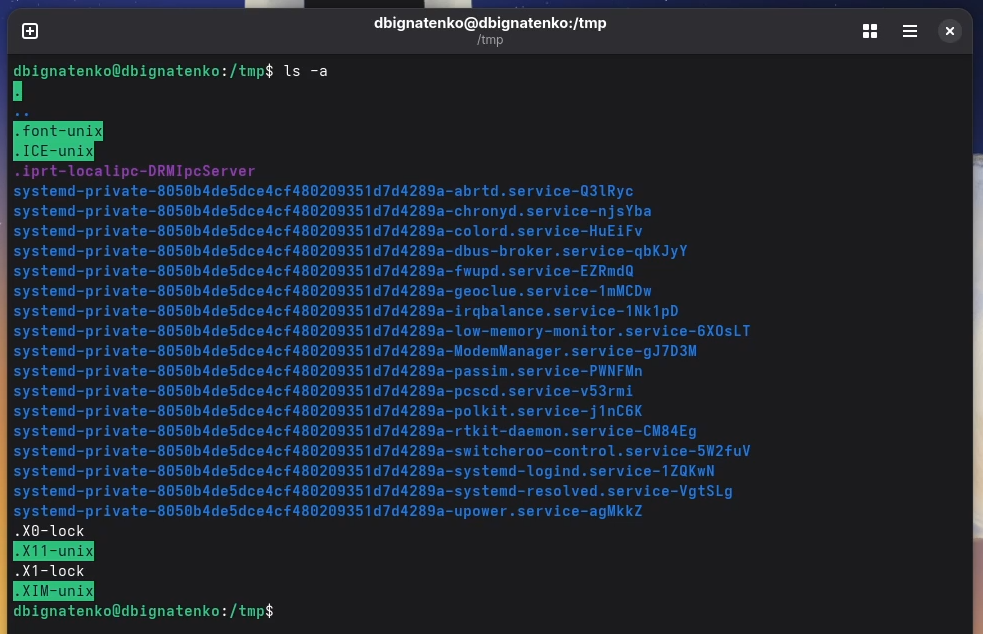 dbignatenko@dbignatenko:/tmp
/tmp
dbignatenko@dbignatenko:/tmp$ ls -a
.
..
.font-unix
.ICE-unix
.iprt-localipc-DRMIpcServer
systemd-private-8050b4de5dce4cf480209351d7d4289a-abrtd.service-Q3lRyc
systemd-private-8050b4de5dce4cf480209351d7d4289a-chronyd.service-njsYba
systemd-private-8050b4de5dce4cf480209351d7d4289a-colord.service-HuEiFv
systemd-private-8050b4de5dce4cf480209351d7d4289a-dbus-broker.service-qbKJyY
systemd-private-8050b4de5dce4cf480209351d7d4289a-fwupd.service-EZRmdQ
systemd-private-8050b4de5dce4cf480209351d7d4289a-geoclue.service-1mMCDw
systemd-private-8050b4de5dce4cf480209351d7d4289a-irqbalance.service-1Nk1pD
systemd-private-8050b4de5dce4cf480209351d7d4289a-low-memory-monitor.service-6XOsLT
systemd-private-8050b4de5dce4cf480209351d7d4289a-ModemManager.service-gJ7D3M
systemd-private-8050b4de5dce4cf480209351d7d4289a-passim.service-PWNFMn
systemd-private-8050b4de5dce4cf480209351d7d4289a-pcscd.service-v53rmi
systemd-private-8050b4de5dce4cf480209351d7d4289a-polkit.service-j1nC6K
systemd-private-8050b4de5dce4cf480209351d7d4289a-rtkit-daemon.service-CM84Eg
systemd-private-8050b4de5dce4cf480209351d7d4289a-switcheroo-control.service-5W2fuV
systemd-private-8050b4de5dce4cf480209351d7d4289a-systemd-logind.service-1ZQKwN
systemd-private-8050b4de5dce4cf480209351d7d4289a-systemd-resolved.service-VgtSLg
systemd-private-8050b4de5dce4cf480209351d7d4289a-upower.service-agMkkZ
.X0-lock
.X11-unix
.X1-lock
.XIM-unix
dbignatenko@dbignatenko:/tmp$